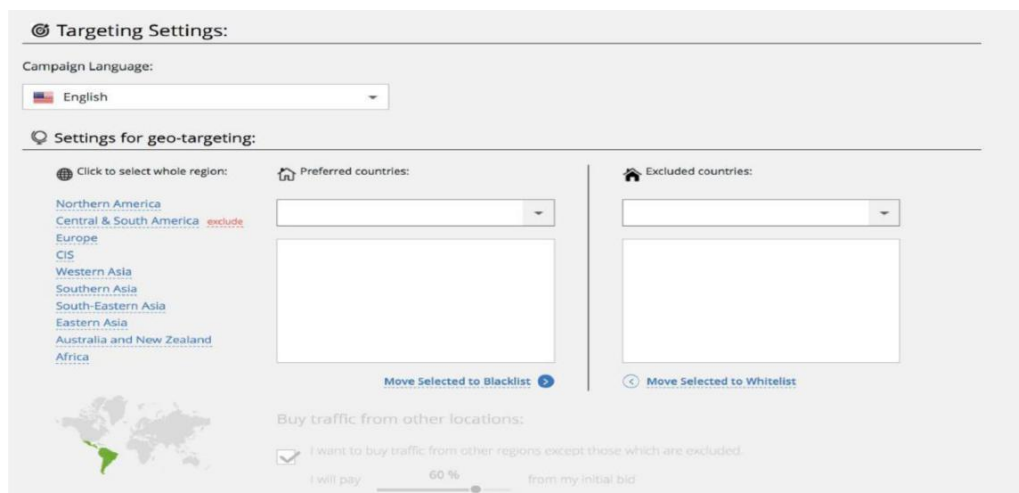 Targeting Settings:
Campaign Language:
English
Settings for geo-targeting:
Click to select whole region:
Northern America
Central & South America exclude
Europe
CIS
Western Asia
Southern Asia
South-Eastern Asia
Eastern Asia
Australia and New Zealand
Africa
Preferred countries:
Move Selected to Blacklist
Excluded countries:
Move Selected to Whitelist
Buy traffic from other locations:
I want to buy traffic from other regions except those which are excluded
I will pay 60 % from my initial bid